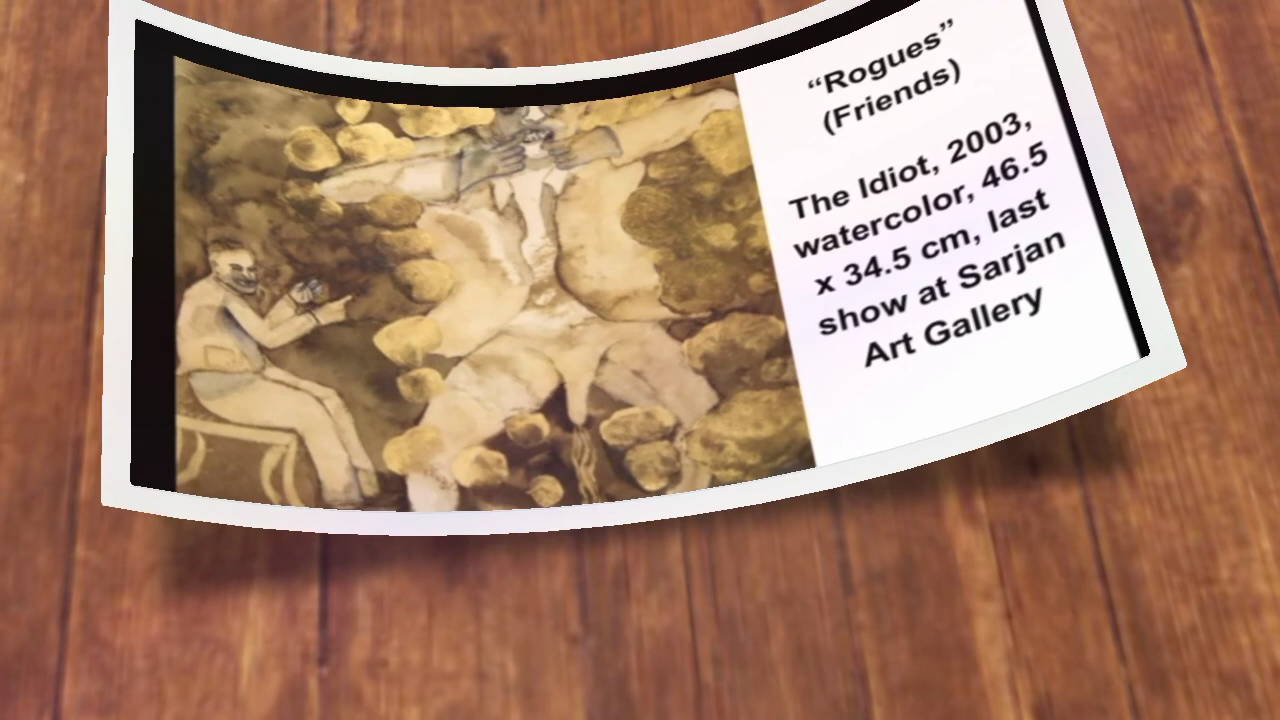 “Rogues”
(Friends)
The Idiot, 2003,
watercolor, 46.5
x 34.5 cm, last
show at Sarjan
Art Gallery